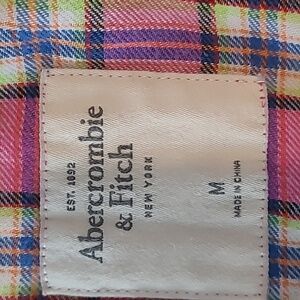 EST. 1892
Abercrombie
& Fitch
NEW YORK
M
MADE IN CHINA